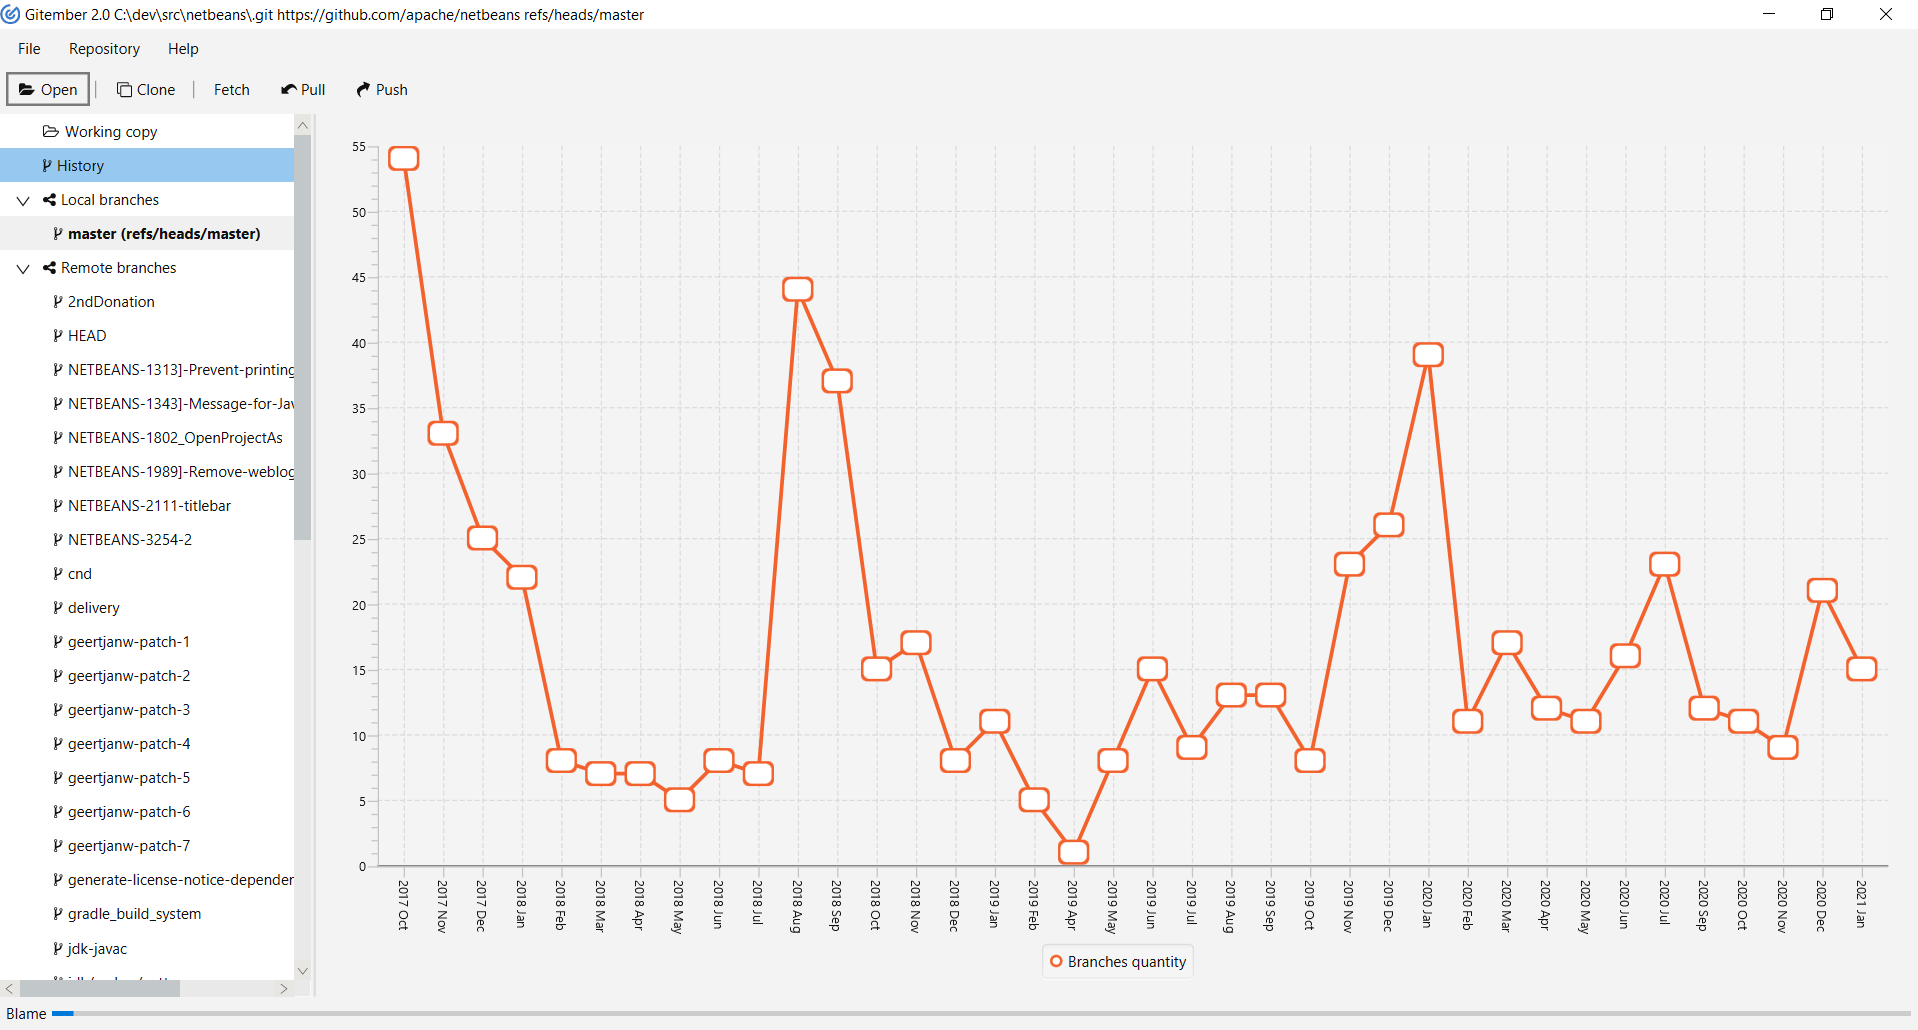 Gitember 2.0 C:\dev\src\netbeans\.git https://github.com/apache/netbeans refs/heads/master
File Repository Help
Open Clone Fetch Pull Push
Working copy
History
Local branches
master (refs/heads/master)
Remote branches
2ndDonation
HEAD
NETBEANS-1313]-Prevent-printing
NETBEANS-1343]-Message-for-Jav
NETBEANS-1802_OpenProjectAs
NETBEANS-1989]-Remove-weblog
NETBEANS-2111-titlebar
NETBEANS-3254-2
cnd
delivery
geertjanw-patch-1
geertjanw-patch-2
geertjanw-patch-3
geertjanw-patch-4
geertjanw-patch-5
geertjanw-patch-6
geertjanw-patch-7
generate-license-notice-depender
gradle_build_system
jdk-javac
55
50
45
40
35
30
25
20
15
10
5
0
2017 Oct
2017 Nov
2017 Dec
2018 Jan
2018 Feb
2018 Mar
2018 Apr
2018 May
2018 Jun
2018 Jul
2018 Aug
2018 Sep
2018 Oct
2018 Nov
2018 Dec
2019 Jan
2019 Feb
2019 Apr
2019 May
2019 Jun
2019 Jul
2019 Aug
2019 Sep
2019 Oct
2019 Nov
2019 Dec
2020 Jan
2020 Feb
2020 Mar
2020 Apr
2020 May
2020 Jun
2020 Jul
2020 Sep
2020 Oct
2020 Nov
2020 Dec
2021 Jan
Branches quantity
Blame